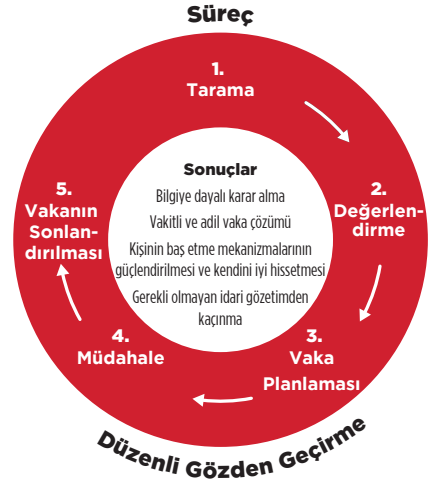 Süreç
1.
Tarama
2.
Değerlen-
dirme
3.
Vaka
Planlaması
4.
Müdahale
5.
Vakanın
Sonlan-
dırılması
Sonuçlar
Bilgiye dayalı karar alma
Vakitli ve adil vaka çözümü
Kişinin baş etme mekanizmalarının
güçlendirilmesi ve kendini iyi hissetmesi
Gerekli olmayan idari gözetimden
kaçınma
Düzenli Gözden Geçirme